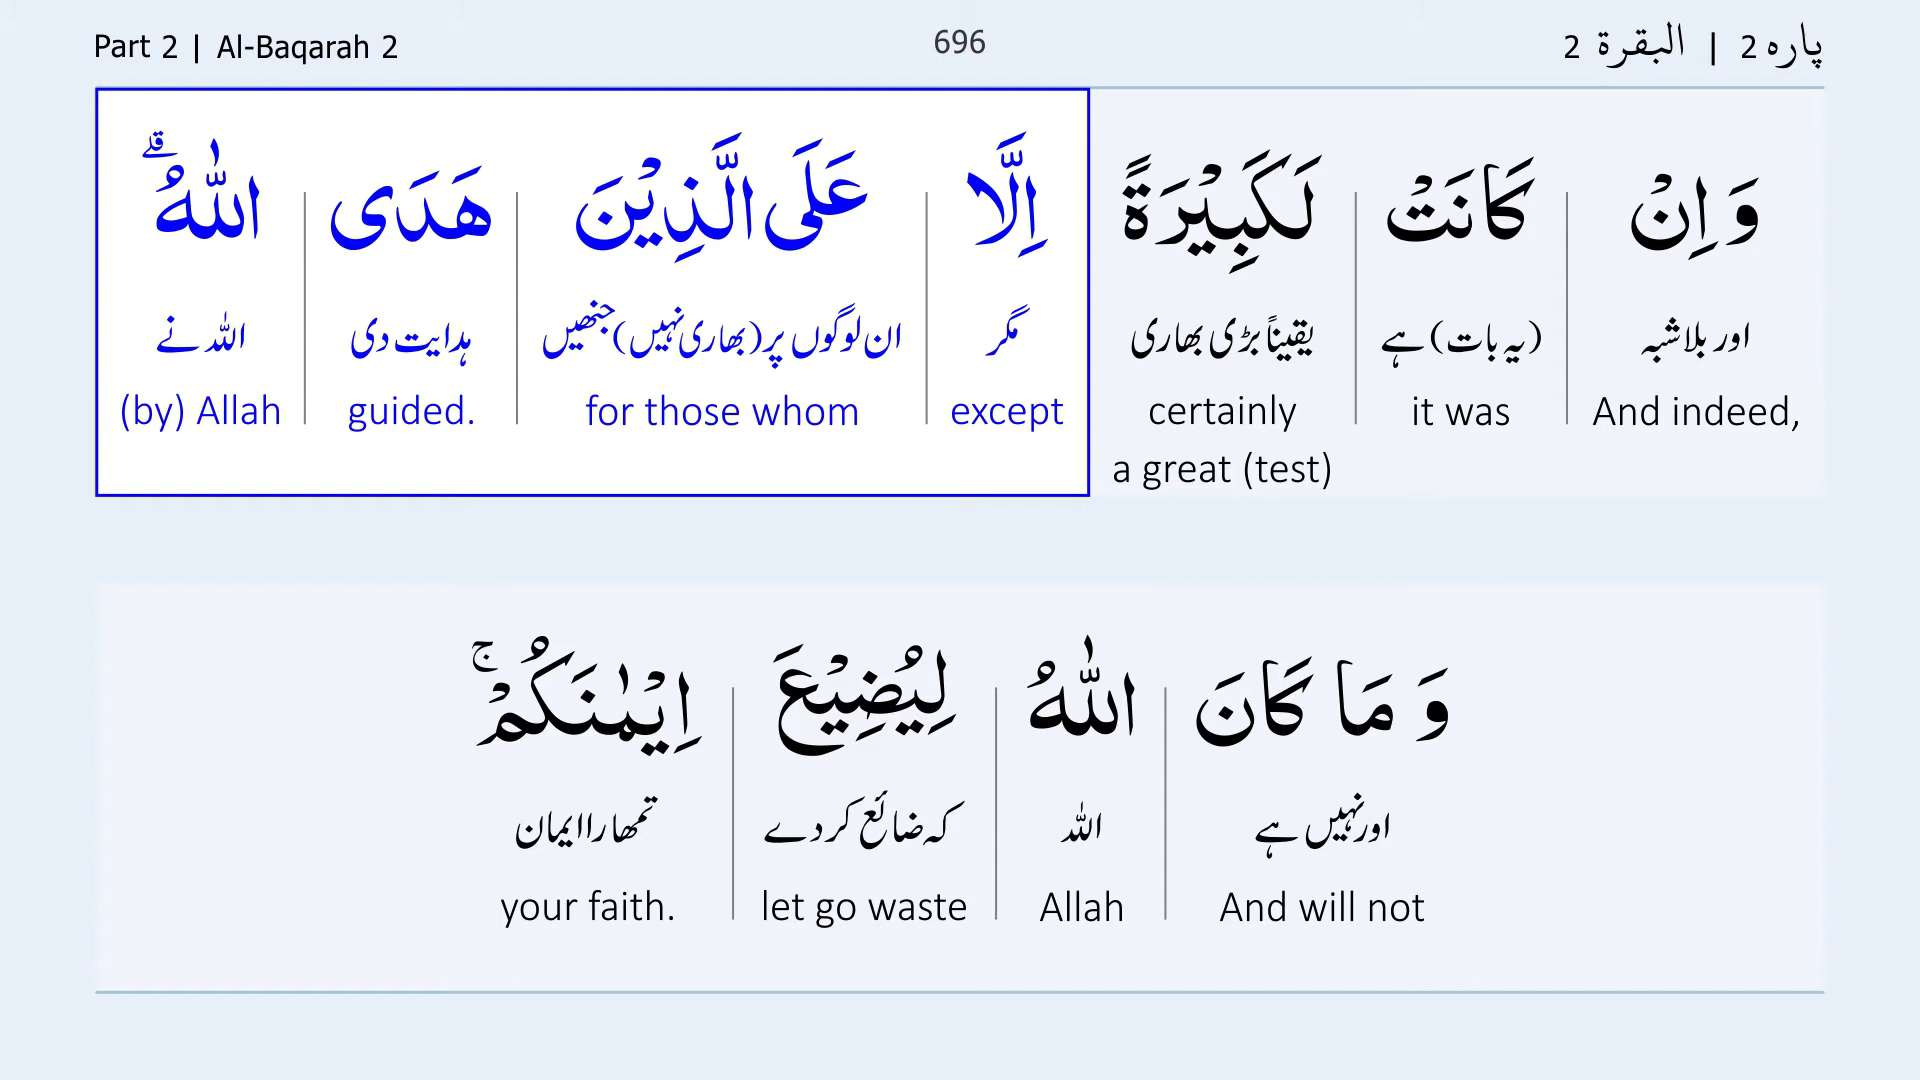 Part 2 | Al-Baqarah 2 696 پارہ 2 | البقرة 2
وَ اِنْ كَانَتْ لَكَبِيْرَةً اِلَّا عَلَى الَّذِيْنَ هَدَى اللّٰهُ ؕۗ
اور بلاشبہ (یہ بات) ہے یقیناً بڑی بھاری مگر ان لوگوں پر (بھاری نہیں) جنھیں ہدایت دی اللہ نے
And indeed, it was certainly except for those whom guided. (by) Allah
a great (test)
وَ مَا كَانَ اللّٰهُ لِيُضِيْعَ اِيْمٰنَكُمْ ۚ
اور نہیں ہے اللہ کہ ضائع کر دے تمھارا ایمان
And will not Allah let go waste your faith.